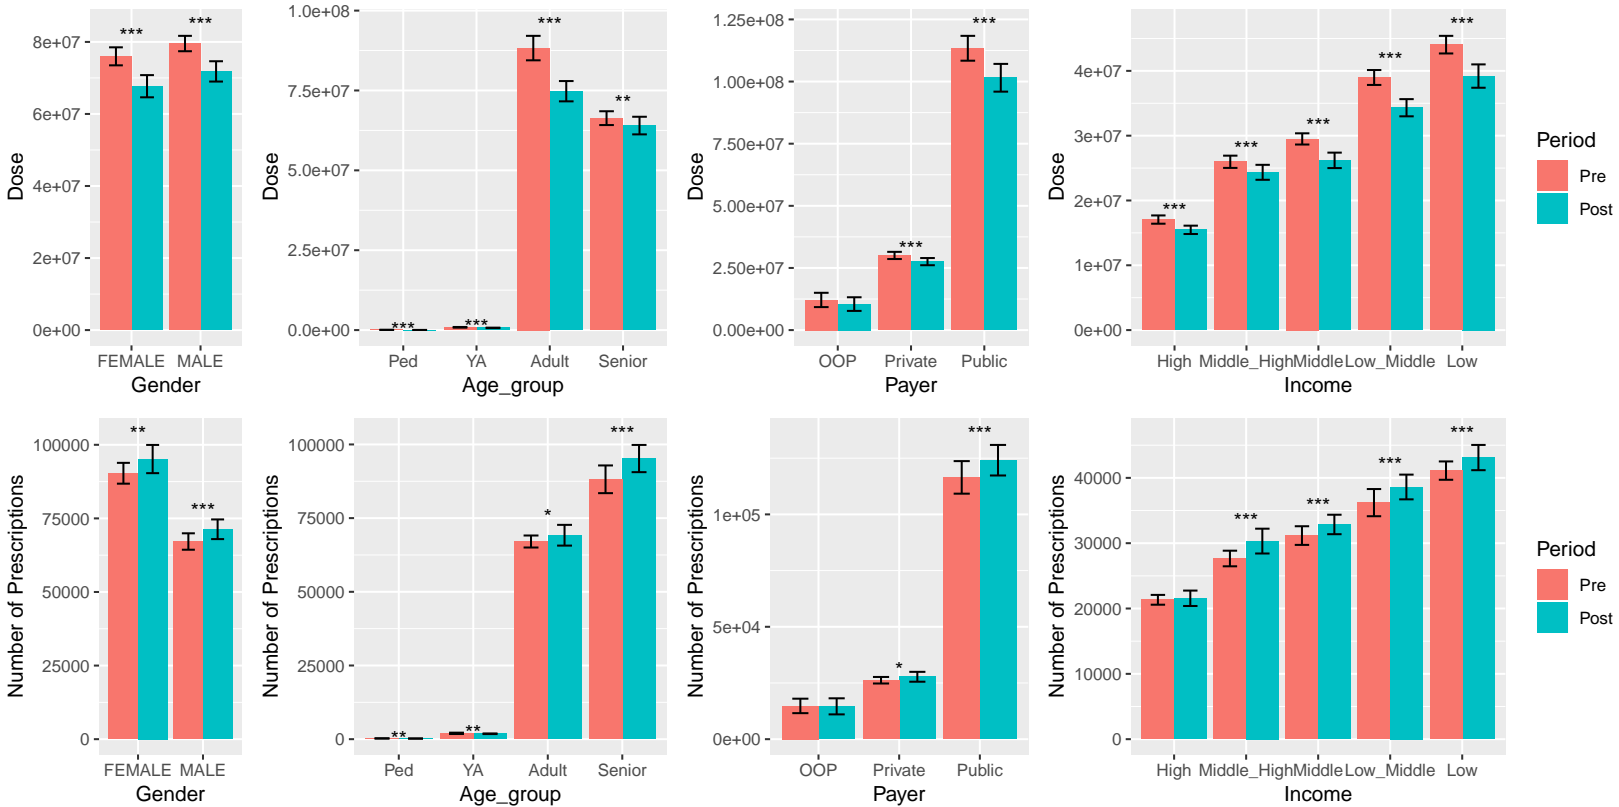 Dose
8e+07
6e+07
4e+07
2e+07
0e+00
***
***
FEMALE MALE
Gender
Dose
1.0e+08
7.5e+07
5.0e+07
2.5e+07
0.0e+00
***
***
***
**
Ped YA Adult Senior
Age_group
Dose
1.25e+08
1.00e+08
7.50e+07
5.00e+07
2.50e+07
0.00e+00
***
***
OOP Private Public
Payer
Dose
4e+07
3e+07
2e+07
1e+07
0e+00
***
***
***
***
***
High Middle_High Middle Low_Middle Low
Income
Period
Pre
Post
Number of Prescriptions
100000
75000
50000
25000
0
**
***
FEMALE MALE
Gender
Number of Prescriptions
100000
75000
50000
25000
0
**
**
*
***
Ped YA Adult Senior
Age_group
Number of Prescriptions
1e+05
5e+04
0e+00
*
***
OOP Private Public
Payer
Number of Prescriptions
40000
30000
20000
10000
0
***
***
***
***
High Middle_High Middle Low_Middle Low
Income
Period
Pre
Post